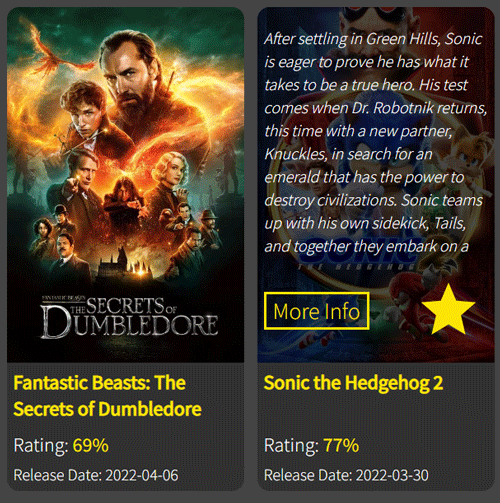 FANTASTIC BEASTS
THE SECRETS OF
DUMBLEDORE
Fantastic Beasts: The
Secrets of Dumbledore
Rating: 69%
Release Date: 2022-04-06
After settling in Green Hills, Sonic
is eager to prove he has what it
takes to be a true hero. His test
comes when Dr. Robotnik returns,
this time with a new partner,
Knuckles, in search for an
emerald that has the power to
destroy civilizations. Sonic teams
up with his own sidekick, Tails,
and together they embark on a
SONIC
THE HEDGEHOG
More Info
Sonic the Hedgehog 2
Rating: 77%
Release Date: 2022-03-30